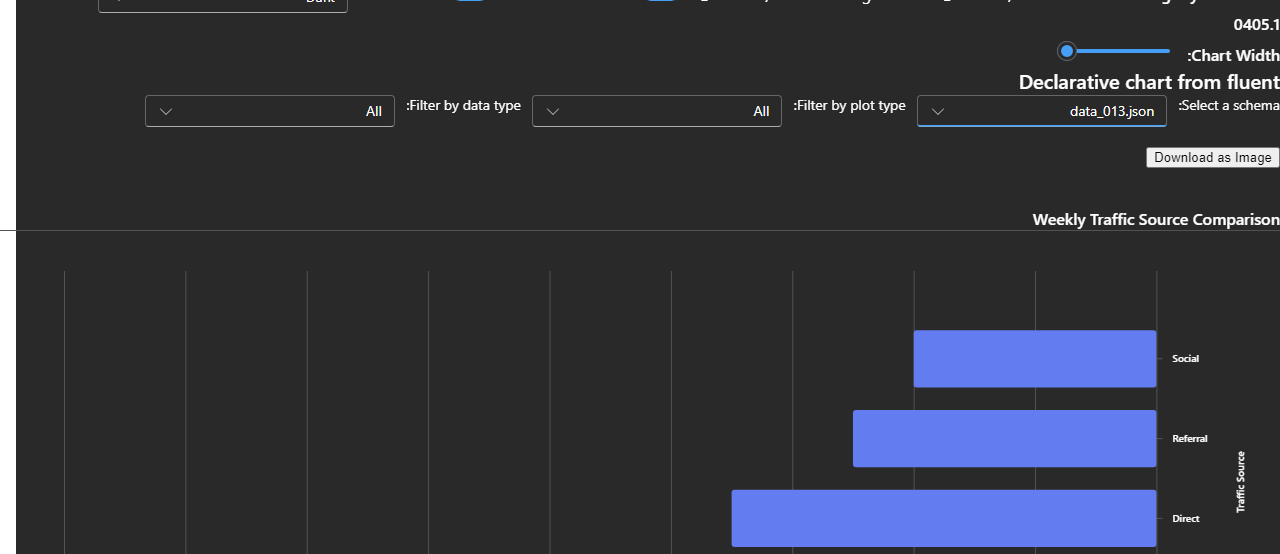 0405.1
:Chart Width
Declarative chart from fluent
:Select a schema
data_013.json
:Filter by plot type
All
:Filter by data type
All
Download as Image
Weekly Traffic Source Comparison
Social
Referral
Traffic Source
Direct